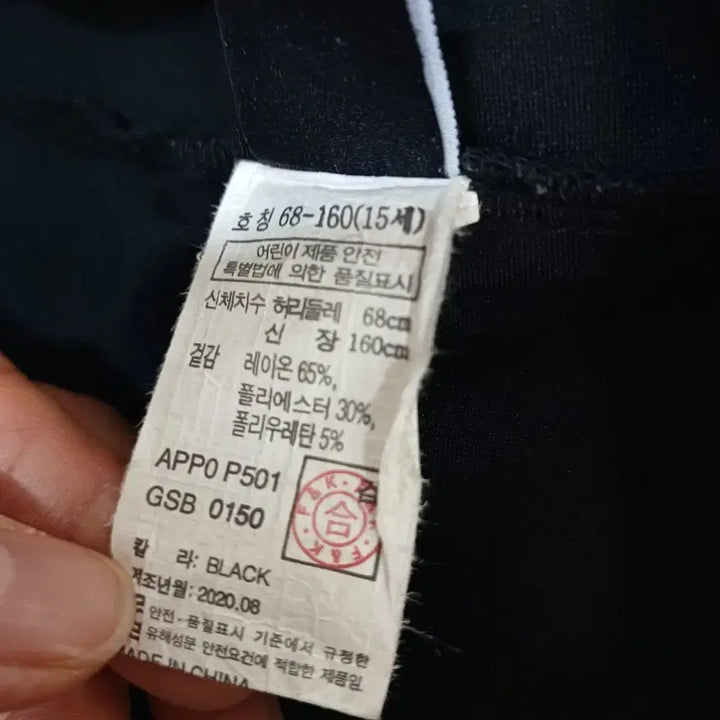 호칭 68-160(15세)
어린이 제품 안전
특별법에 의한 품질표시
신체치수 허리둘레 68cm
신 장 160cm
겉감 레이온 65%,
폴리에스터 30%,
폴리우레탄 5%
APP0 P501
GSB 0150
F&K · F&K
合
칼 라: BLACK
제조년월: 2020.08
안전·품질표시 기준에서 규정한
유해성분 안전요건에 적합한 제품임
MADE IN CHINA